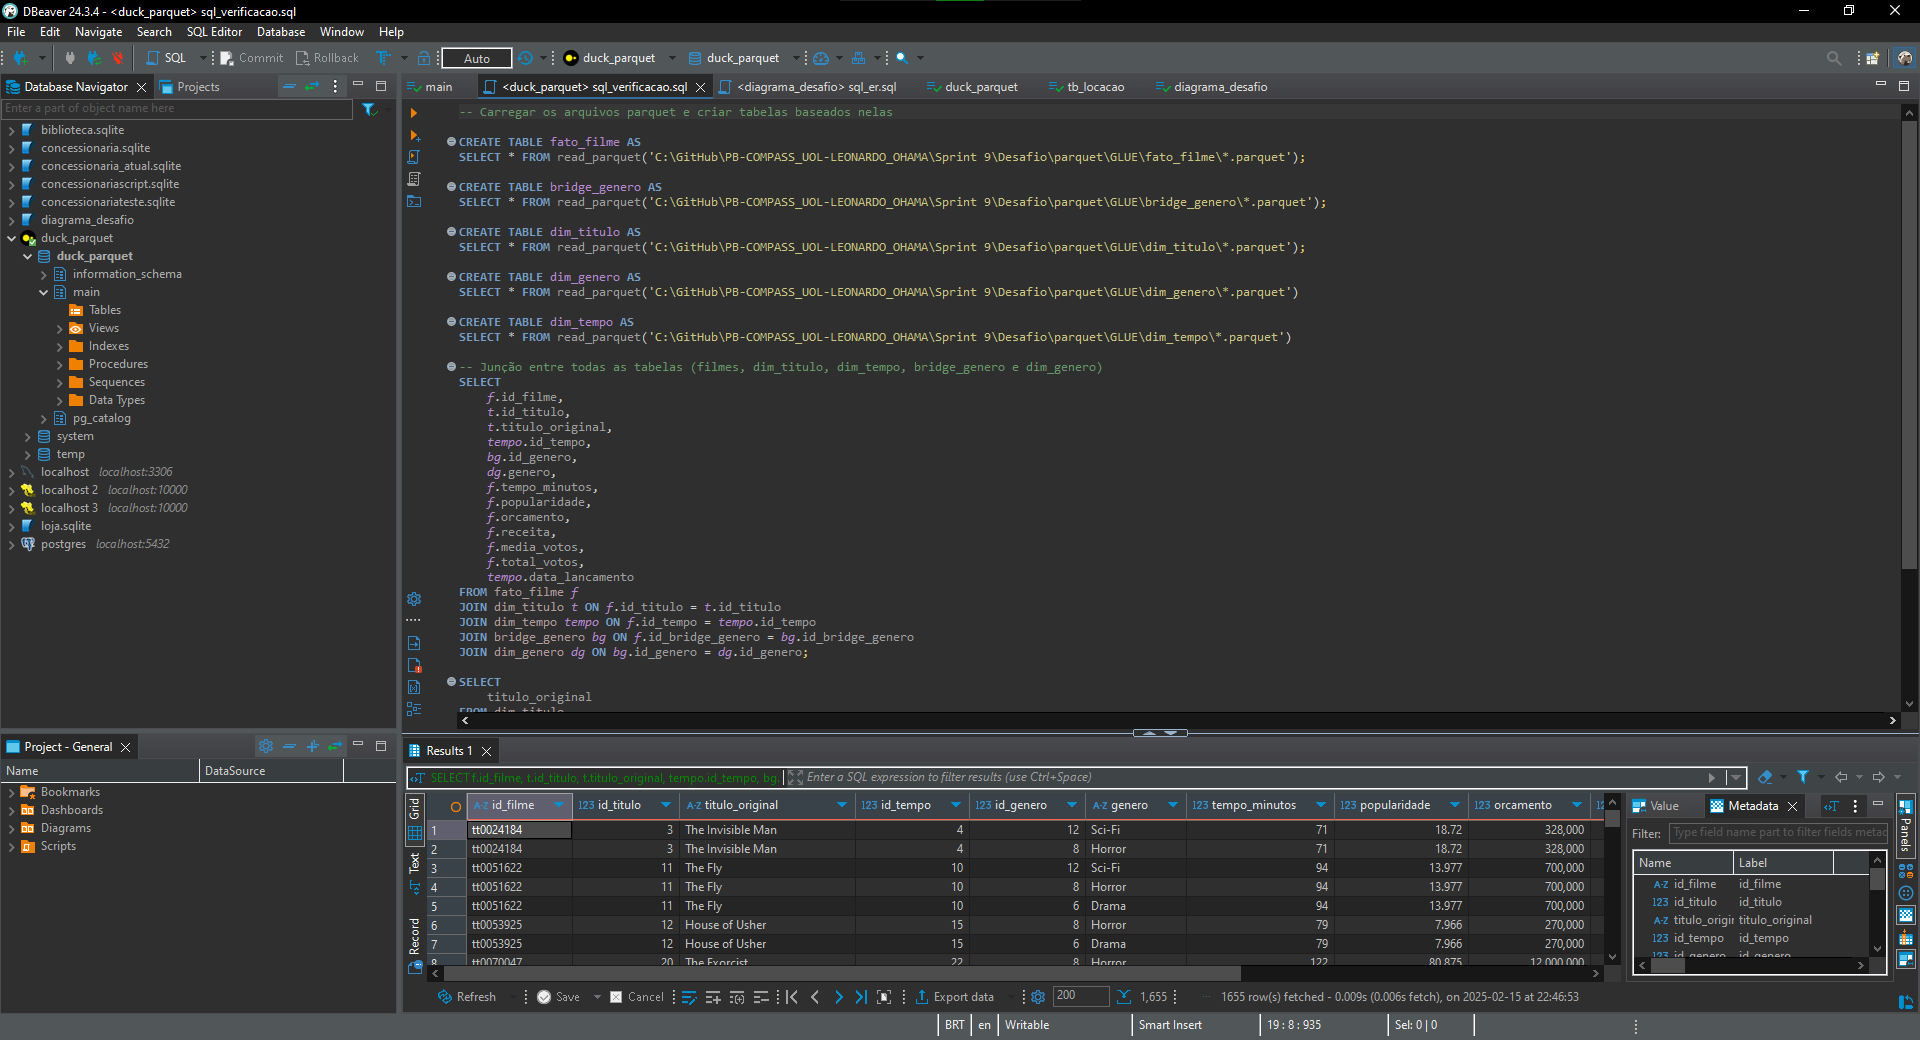 DBeaver 24.3.4 - <duck_parquet> sql_verificacao.sql
File Edit Navigate Search SQL Editor Database Window Help
SQL Commit Rollback Auto duck_parquet duck_parquet
Database Navigator Projects
Enter a part of object name here
biblioteca.sqlite
concessionaria.sqlite
concessionaria_atual.sqlite
concessionariascript.sqlite
concessionariateste.sqlite
diagrama_desafio
duck_parquet
duck_parquet
information_schema
main
Tables
Views
Indexes
Procedures
Sequences
Data Types
pg_catalog
system
temp
localhost localhost:3306
localhost 2 localhost:10000
localhost 3 localhost:10000
loja.sqlite
postgres localhost:5432
Project - General
Name DataSource
Bookmarks
Dashboards
Diagrams
Scripts
main <duck_parquet> sql_verificacao.sql <diagrama_desafio> sql_er.sql duck_parquet tb_locacao diagrama_desafio
-- Carregar os arquivos parquet e criar tabelas baseados nelas
CREATE TABLE fato_filme AS
SELECT * FROM read_parquet('C:\GitHub\PB-COMPASS_UOL-LEONARDO_OHAMA\Sprint 9\Desafio\parquet\GLUE\fato_filme\*.parquet');
CREATE TABLE bridge_genero AS
SELECT * FROM read_parquet('C:\GitHub\PB-COMPASS_UOL-LEONARDO_OHAMA\Sprint 9\Desafio\parquet\GLUE\bridge_genero\*.parquet');
CREATE TABLE dim_titulo AS
SELECT * FROM read_parquet('C:\GitHub\PB-COMPASS_UOL-LEONARDO_OHAMA\Sprint 9\Desafio\parquet\GLUE\dim_titulo\*.parquet');
CREATE TABLE dim_genero AS
SELECT * FROM read_parquet('C:\GitHub\PB-COMPASS_UOL-LEONARDO_OHAMA\Sprint 9\Desafio\parquet\GLUE\dim_genero\*.parquet')
CREATE TABLE dim_tempo AS
SELECT * FROM read_parquet('C:\GitHub\PB-COMPASS_UOL-LEONARDO_OHAMA\Sprint 9\Desafio\parquet\GLUE\dim_tempo\*.parquet')
-- Junção entre todas as tabelas (filmes, dim_titulo, dim_tempo, bridge_genero e dim_genero)
SELECT
f.id_filme,
t.id_titulo,
t.titulo_original,
tempo.id_tempo,
bg.id_genero,
dg.genero,
f.tempo_minutos,
f.popularidade,
f.orcamento,
f.receita,
f.media_votos,
f.total_votos,
tempo.data_lancamento
FROM fato_filme f
JOIN dim_titulo t ON f.id_titulo = t.id_titulo
JOIN dim_tempo tempo ON f.id_tempo = tempo.id_tempo
JOIN bridge_genero bg ON f.id_bridge_genero = bg.id_bridge_genero
JOIN dim_genero dg ON bg.id_genero = dg.id_genero;
SELECT
titulo_original
FROM dim_titulo
Results 1
SELECT f.id_filme, t.id_titulo, t.titulo_original, tempo.id_tempo, bg. Enter a SQL expression to filter results (use Ctrl+Space)
Grid
Text
Record
A-Z id_filme 123 id_titulo A-Z titulo_original 123 id_tempo 123 id_genero A-Z genero 123 tempo_minutos 123 popularidade 123 orcamento
1 tt0024184 3 The Invisible Man 4 12 Sci-Fi 71 18.72 328,000
2 tt0024184 3 The Invisible Man 4 8 Horror 71 18.72 328,000
3 tt0051622 11 The Fly 10 12 Sci-Fi 94 13.977 700,000
4 tt0051622 11 The Fly 10 8 Horror 94 13.977 700,000
5 tt0051622 11 The Fly 10 6 Drama 94 13.977 700,000
6 tt0053925 12 House of Usher 15 8 Horror 79 7.966 270,000
7 tt0053925 12 House of Usher 15 6 Drama 79 7.966 270,000
8 tt0070047 20 The Exorcist 22 8 Horror 122 80.875 12,000,000
Value Metadata
Filter: Type field name part to filter fields metad
Name Label
A-Z id_filme id_filme
123 id_titulo id_titulo
A-Z titulo_origi titulo_original
123 id_tempo id_tempo
123 id_genero id_genero
Panels
Refresh Save Cancel Export data 200 1,655 1655 row(s) fetched - 0.009s (0.006s fetch), on 2025-02-15 at 22:46:53
BRT en Writable Smart Insert 19 : 8 : 935 Sel: 0 | 0